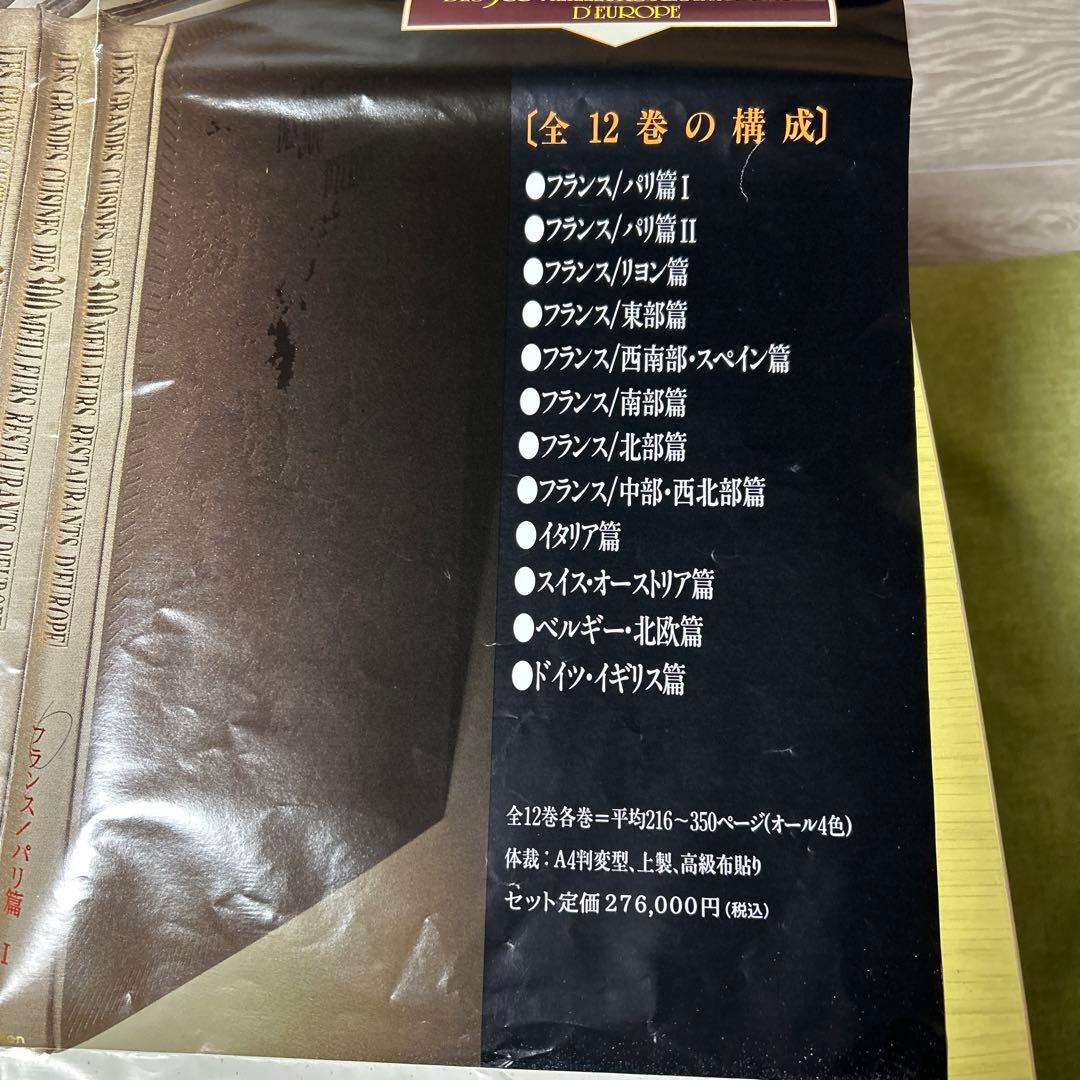 D'EUROPE
〔全12巻の構成〕
●フランス/パリ篇I
●フランス/パリ篇II
●フランス/リヨン篇
●フランス/東部篇
●フランス/西南部・スペイン篇
●フランス/南部篇
●フランス/北部篇
●フランス/中部・西北部篇
●イタリア篇
●スイス・オーストリア篇
●ベルギー・北欧篇
●ドイツ・イギリス篇
全12巻各巻=平均216〜350ページ(オール4色)
体裁：A4判変型、上製、高級布貼り
セット定価276,000円(税込)
LES GRANDES CUISINES DES 300 MEILLEURS RESTAURANTS D'EUROPE
LES GRANDES CUISINES DES 300 MEILLEURS RESTAURANTS D'EUROPE
フランス/パリ篇 I